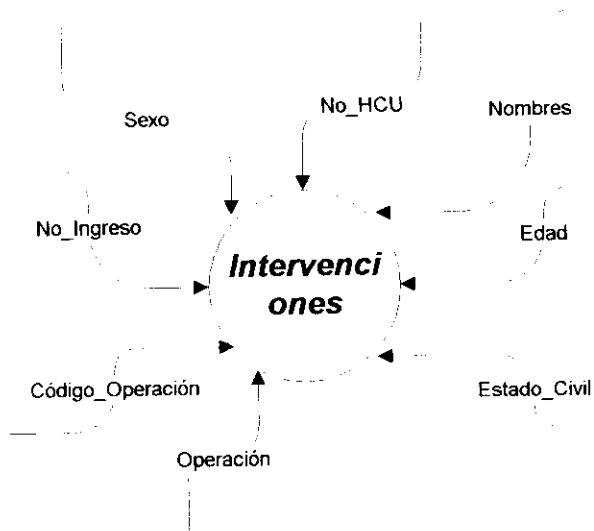 No_HCU
Nombres
Sexo
No_Ingreso
Edad
Intervenci
ones
Código_Operación
Estado_Civil
Operación